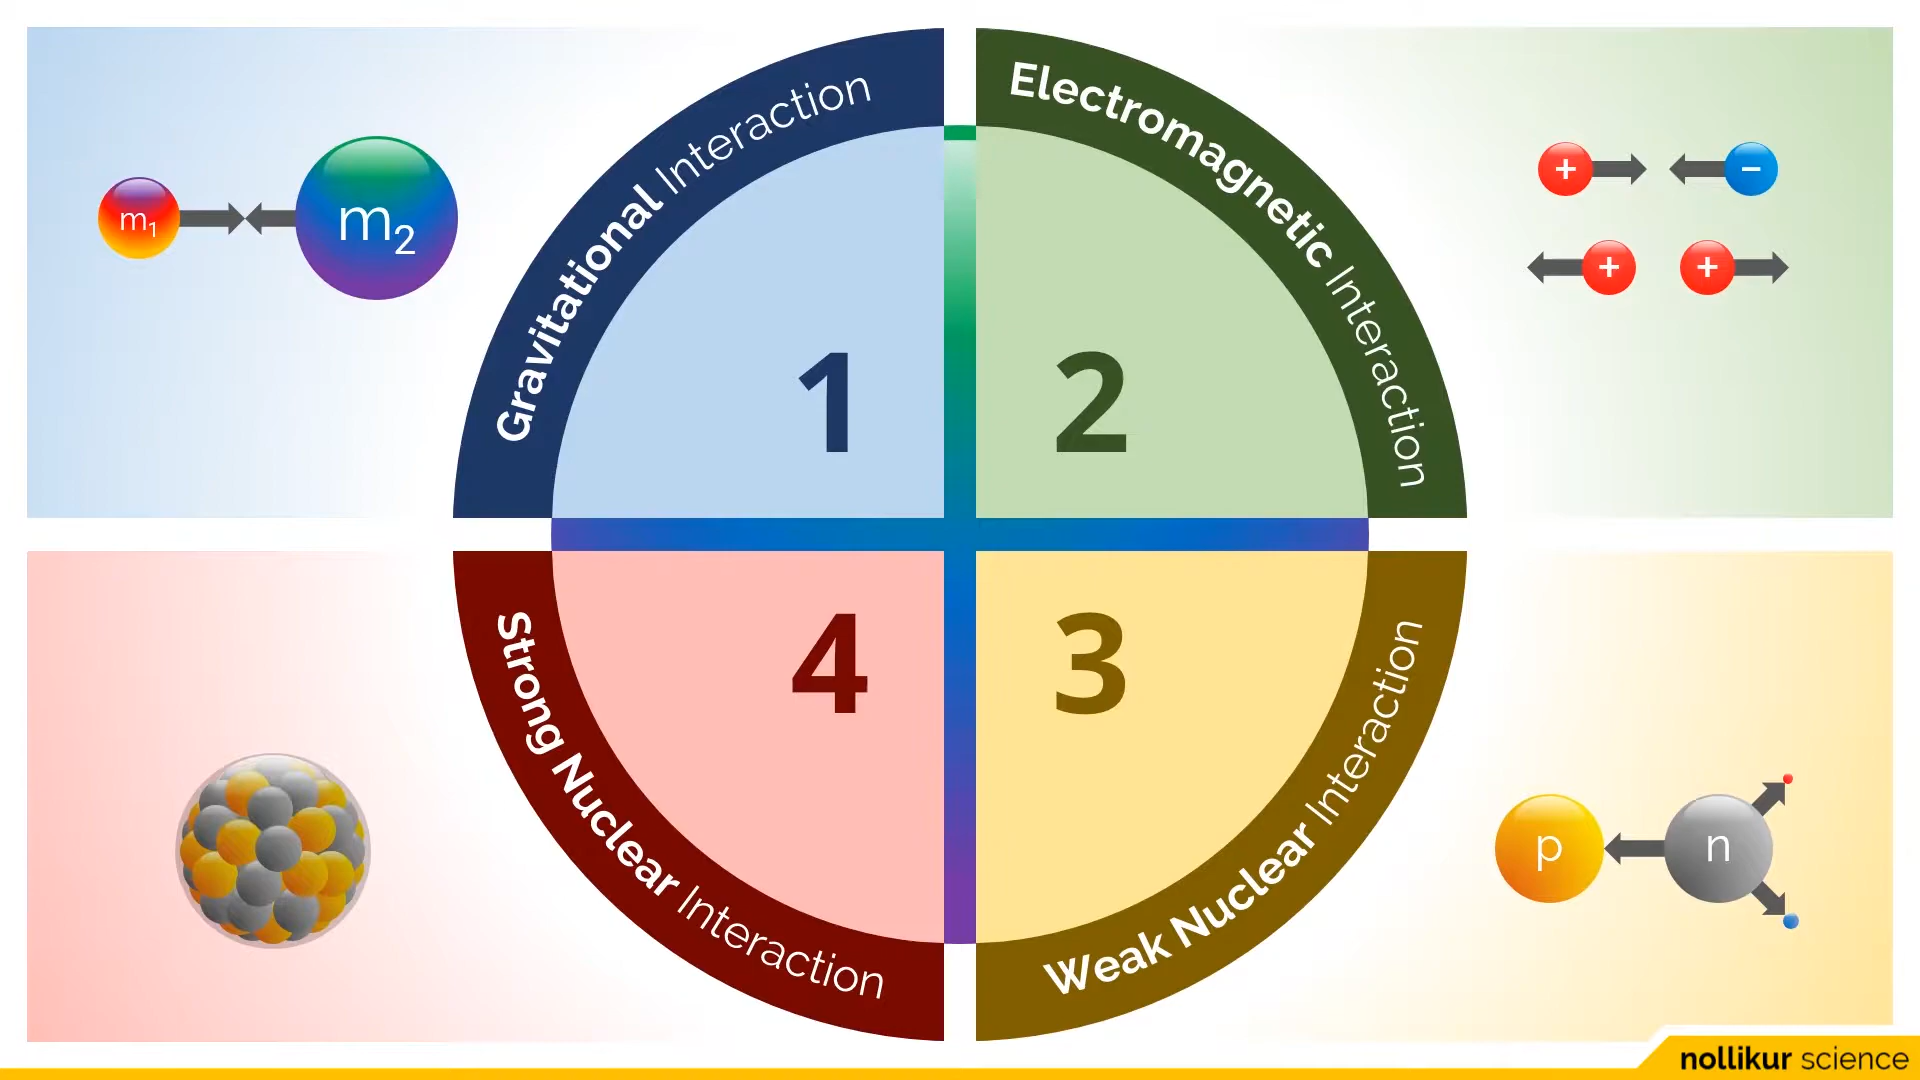 Gravitational Interaction
1
m₁
m₂
Electromagnetic Interaction
2
+ −
+ +
Strong Nuclear Interaction
4
Weak Nuclear Interaction
3
p
n
nollikur science